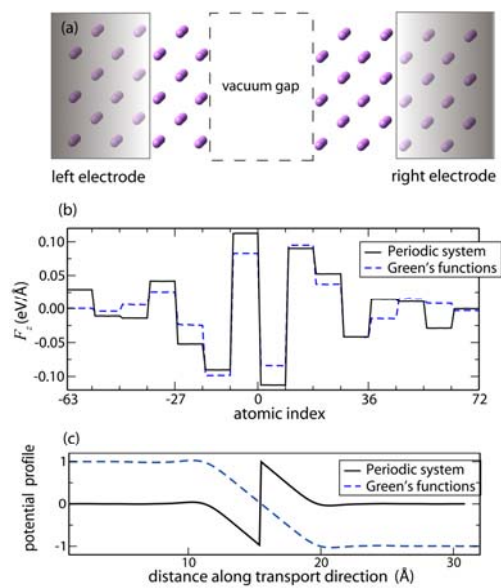 (a)
vacuum gap
left electrode
right electrode
(b)
Periodic system
Green's functions
F_z (eV/Å)
0.10
0.05
0.00
-0.05
-0.10
-63
-27
0
36
72
atomic index
(c)
Periodic system
Green's functions
potential profile
1
0
-1
10
20
30
distance along transport direction (Å)